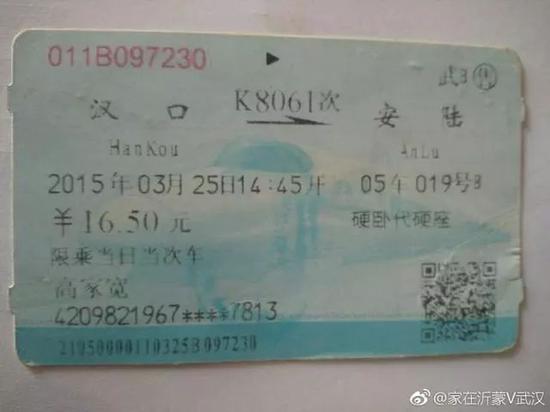 011B097230
武B 售
汉口 K8061次 安陆
HanKou AnLu
2015年03月25日14:45开 05车019号B
￥16.50元 硬卧代硬座
限乘当日当次车
高家宽
4209821967****7813
21950000110325B097230
@家在沂蒙V武汉